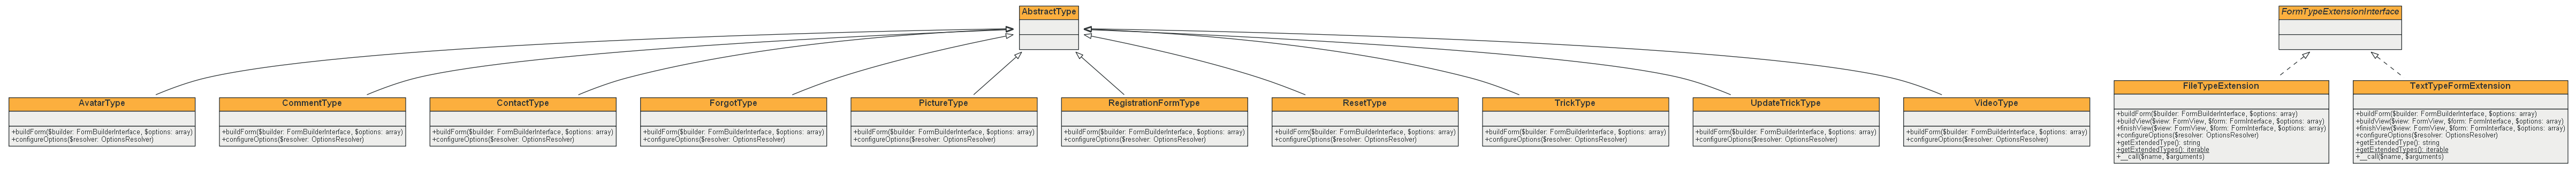 AbstractType
FormTypeExtensionInterface
AvatarType
+buildForm($builder: FormBuilderInterface, $options: array)
+configureOptions($resolver: OptionsResolver)
CommentType
+buildForm($builder: FormBuilderInterface, $options: array)
+configureOptions($resolver: OptionsResolver)
ContactType
+buildForm($builder: FormBuilderInterface, $options: array)
+configureOptions($resolver: OptionsResolver)
ForgotType
+buildForm($builder: FormBuilderInterface, $options: array)
+configureOptions($resolver: OptionsResolver)
PictureType
+buildForm($builder: FormBuilderInterface, $options: array)
+configureOptions($resolver: OptionsResolver)
RegistrationFormType
+buildForm($builder: FormBuilderInterface, $options: array)
+configureOptions($resolver: OptionsResolver)
ResetType
+buildForm($builder: FormBuilderInterface, $options: array)
+configureOptions($resolver: OptionsResolver)
TrickType
+buildForm($builder: FormBuilderInterface, $options: array)
+configureOptions($resolver: OptionsResolver)
UpdateTrickType
+buildForm($builder: FormBuilderInterface, $options: array)
+configureOptions($resolver: OptionsResolver)
VideoType
+buildForm($builder: FormBuilderInterface, $options: array)
+configureOptions($resolver: OptionsResolver)
FileTypeExtension
+buildForm($builder: FormBuilderInterface, $options: array)
+buildView($view: FormView, $form: FormInterface, $options: array)
+finishView($view: FormView, $form: FormInterface, $options: array)
+configureOptions($resolver: OptionsResolver)
+getExtendedType(): string
+getExtendedTypes(): iterable
+__call($name, $arguments)
TextTypeFormExtension
+buildForm($builder: FormBuilderInterface, $options: array)
+buildView($view: FormView, $form: FormInterface, $options: array)
+finishView($view: FormView, $form: FormInterface, $options: array)
+configureOptions($resolver: OptionsResolver)
+getExtendedType(): string
+getExtendedTypes(): iterable
+__call($name, $arguments)